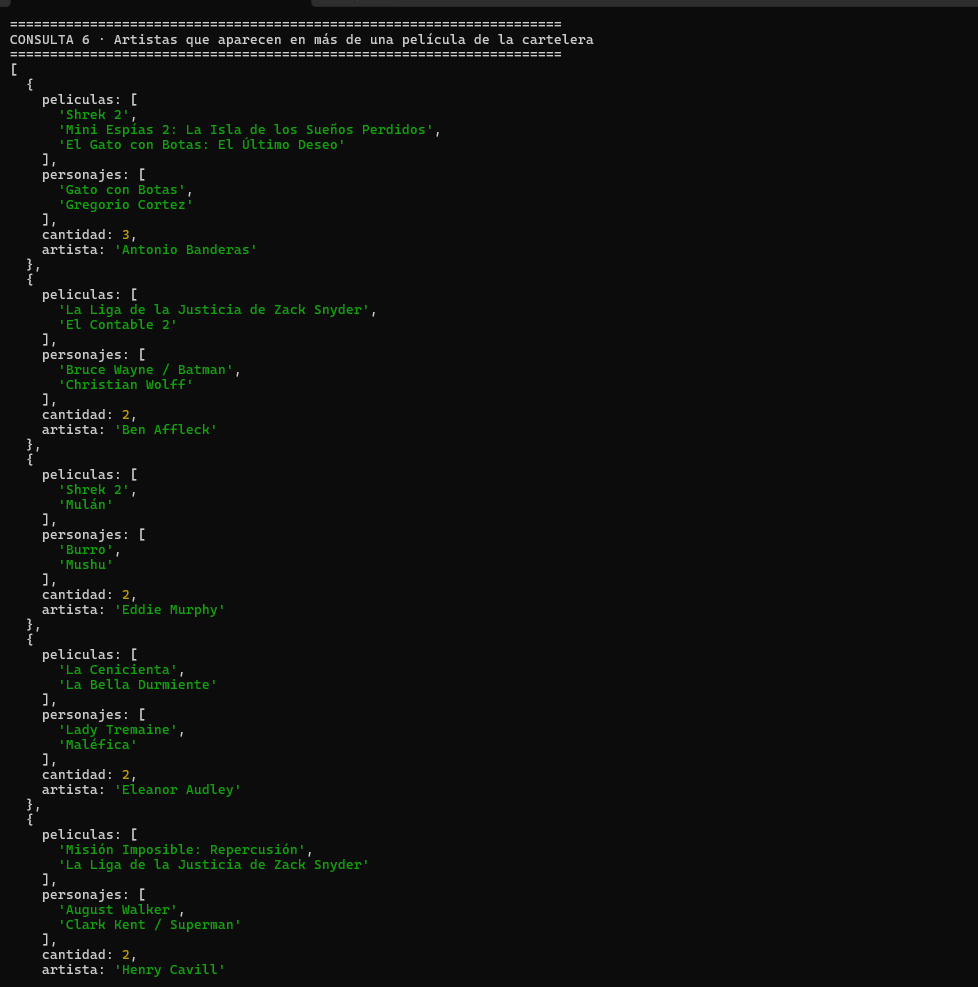 =====================================================================
CONSULTA 6 · Artistas que aparecen en más de una película de la cartelera
=====================================================================
[
  {
    peliculas: [
      'Shrek 2',
      'Mini Espías 2: La Isla de los Sueños Perdidos',
      'El Gato con Botas: El Último Deseo'
    ],
    personajes: [
      'Gato con Botas',
      'Gregorio Cortez'
    ],
    cantidad: 3,
    artista: 'Antonio Banderas'
  },
  {
    peliculas: [
      'La Liga de la Justicia de Zack Snyder',
      'El Contable 2'
    ],
    personajes: [
      'Bruce Wayne / Batman',
      'Christian Wolff'
    ],
    cantidad: 2,
    artista: 'Ben Affleck'
  },
  {
    peliculas: [
      'Shrek 2',
      'Mulán'
    ],
    personajes: [
      'Burro',
      'Mushu'
    ],
    cantidad: 2,
    artista: 'Eddie Murphy'
  },
  {
    peliculas: [
      'La Cenicienta',
      'La Bella Durmiente'
    ],
    personajes: [
      'Lady Tremaine',
      'Maléfica'
    ],
    cantidad: 2,
    artista: 'Eleanor Audley'
  },
  {
    peliculas: [
      'Misión Imposible: Repercusión',
      'La Liga de la Justicia de Zack Snyder'
    ],
    personajes: [
      'August Walker',
      'Clark Kent / Superman'
    ],
    cantidad: 2,
    artista: 'Henry Cavill'